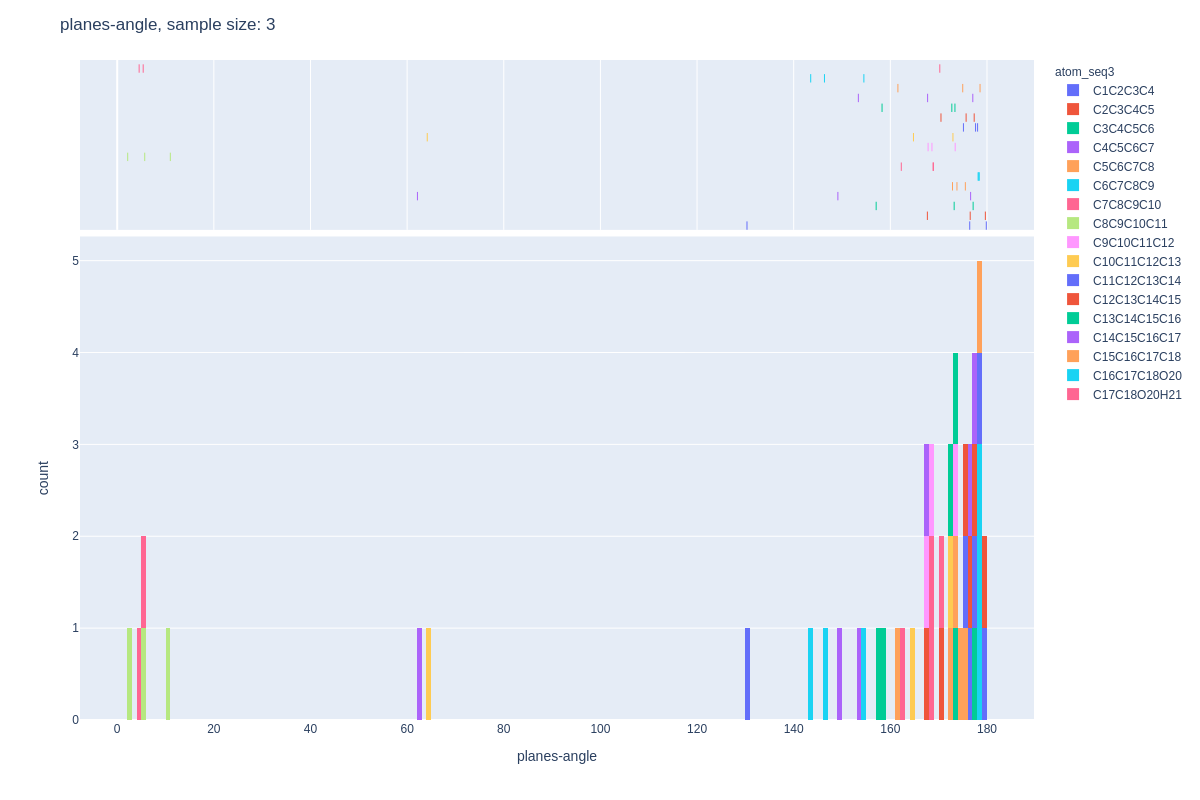 planes-angle, sample size: 3
atom_seq3
C1C2C3C4
C2C3C4C5
C3C4C5C6
C4C5C6C7
C5C6C7C8
C6C7C8C9
C7C8C9C10
C8C9C10C11
C9C10C11C12
C10C11C12C13
C11C12C13C14
C12C13C14C15
C13C14C15C16
C14C15C16C17
C15C16C17C18
C16C17C18O20
C17C18O20H21
5
4
3
2
1
0
count
0 20 40 60 80 100 120 140 160 180
planes-angle